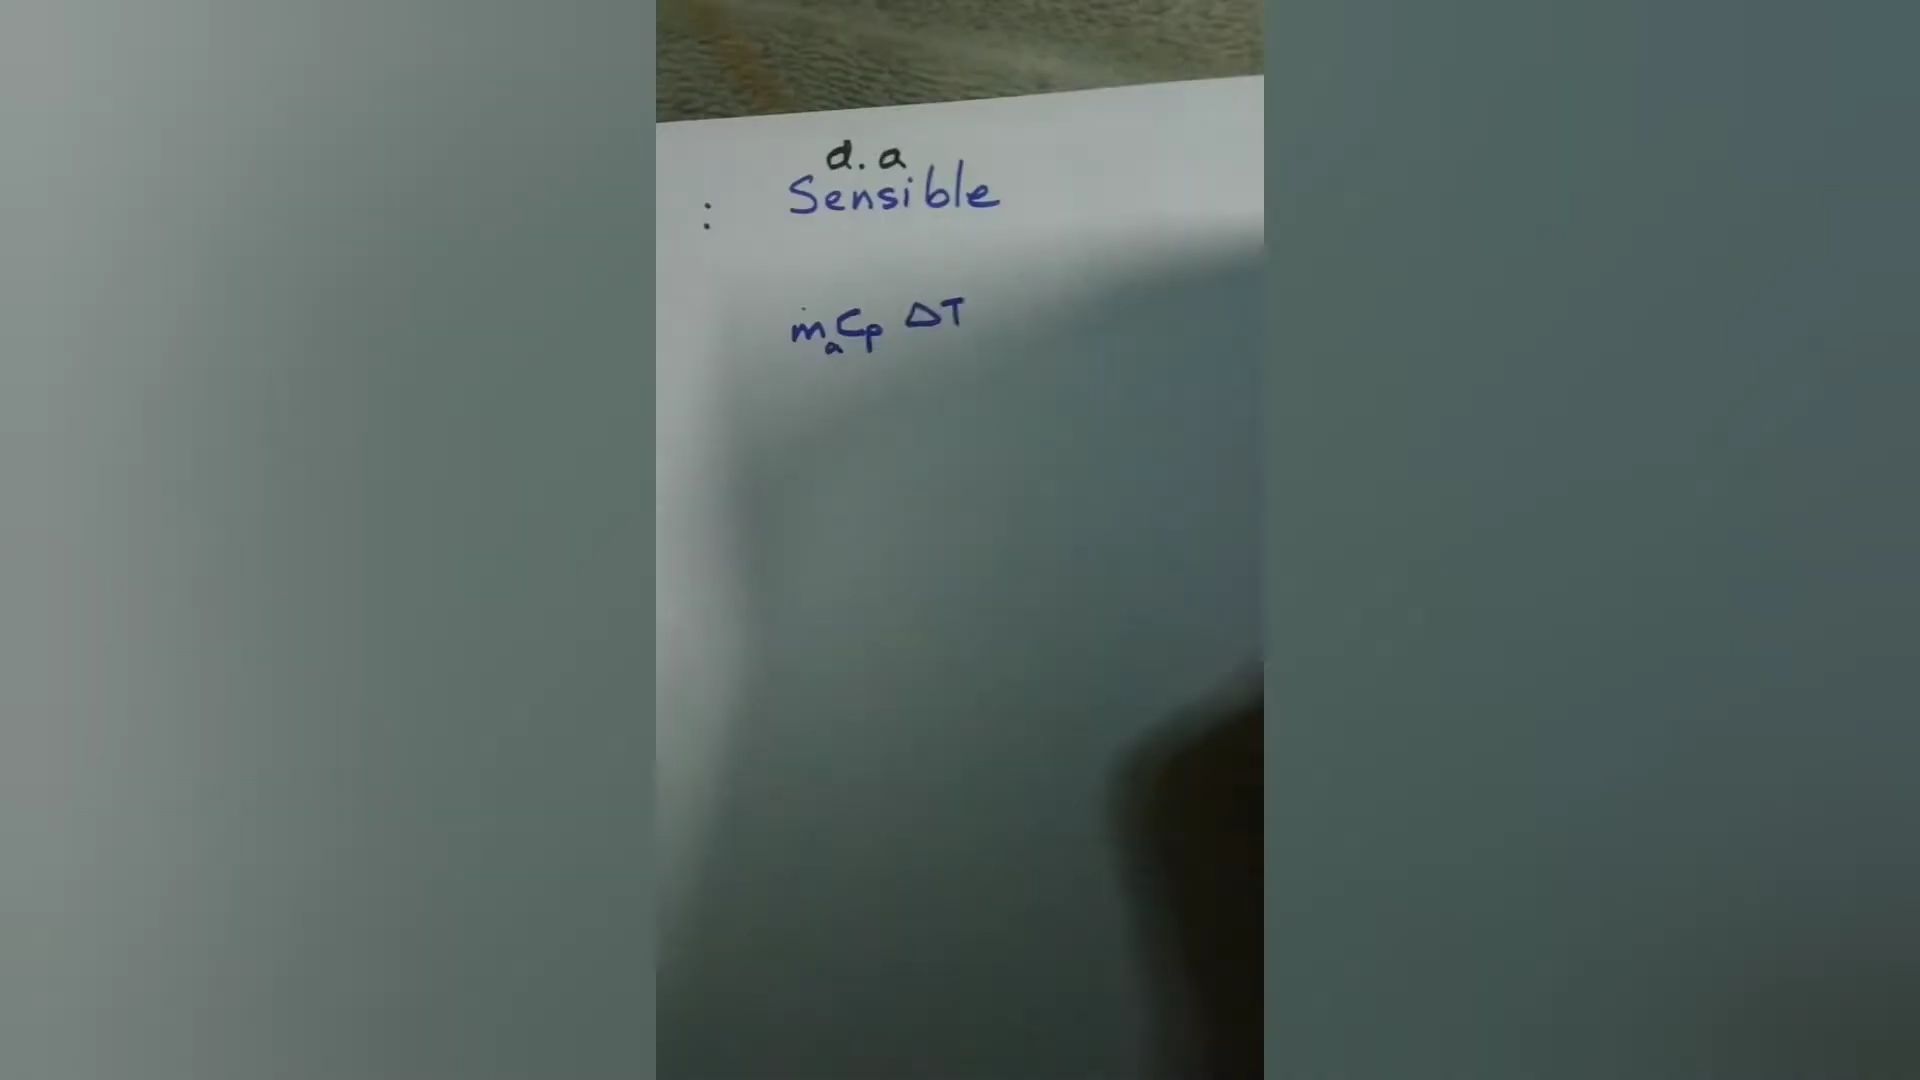 d.a
: Sensible
ṁₐCₚ ΔT